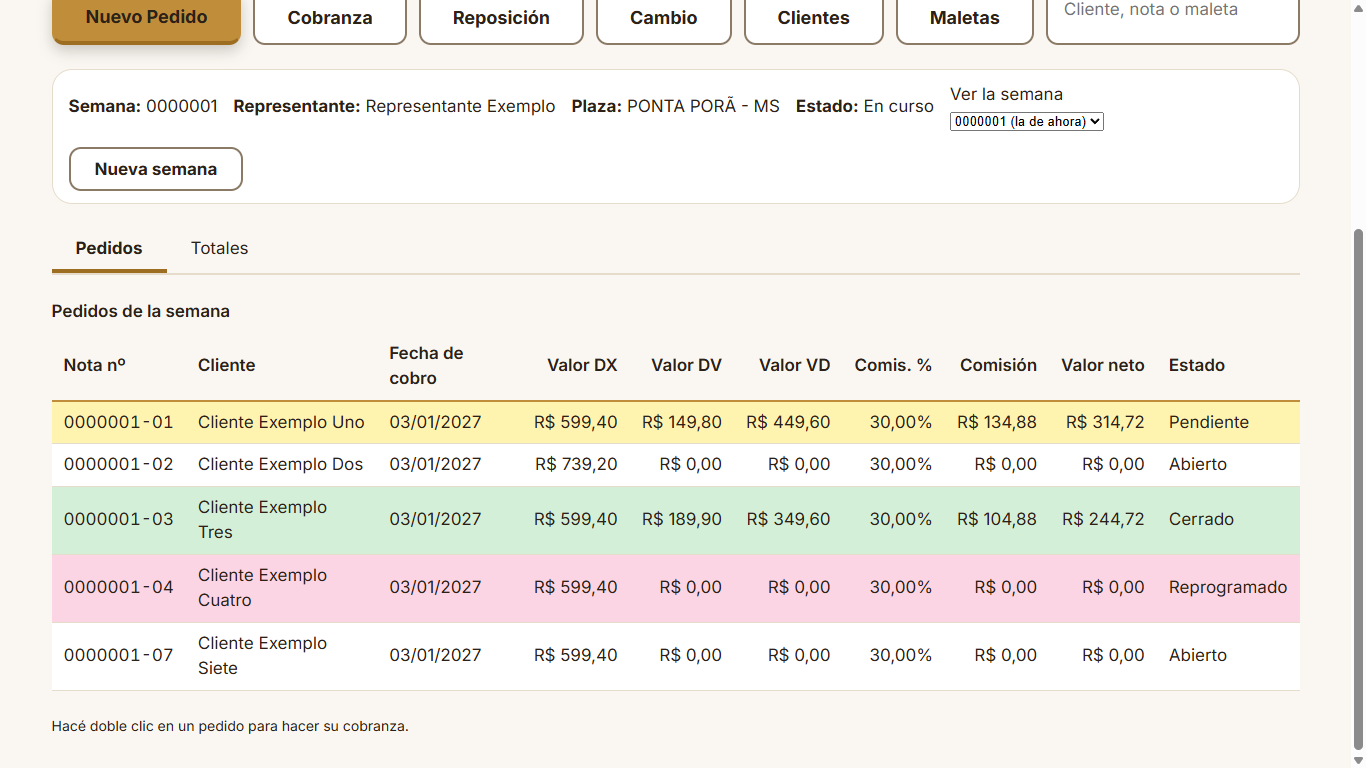 Nuevo Pedido Cobranza Reposición Cambio Clientes Maletas Cliente, nota o maleta
Semana: 0000001 Representante: Representante Exemplo Plaza: PONTA PORÃ - MS Estado: En curso Ver la semana
0000001 (la de ahora)
Nueva semana
Pedidos Totales
Pedidos de la semana
Nota nº Cliente Fecha de cobro Valor DX Valor DV Valor VD Comis. % Comisión Valor neto Estado
0000001-01 Cliente Exemplo Uno 03/01/2027 R$ 599,40 R$ 149,80 R$ 449,60 30,00% R$ 134,88 R$ 314,72 Pendiente
0000001-02 Cliente Exemplo Dos 03/01/2027 R$ 739,20 R$ 0,00 R$ 0,00 30,00% R$ 0,00 R$ 0,00 Abierto
0000001-03 Cliente Exemplo Tres 03/01/2027 R$ 599,40 R$ 189,90 R$ 349,60 30,00% R$ 104,88 R$ 244,72 Cerrado
0000001-04 Cliente Exemplo Cuatro 03/01/2027 R$ 599,40 R$ 0,00 R$ 0,00 30,00% R$ 0,00 R$ 0,00 Reprogramado
0000001-07 Cliente Exemplo Siete 03/01/2027 R$ 599,40 R$ 0,00 R$ 0,00 30,00% R$ 0,00 R$ 0,00 Abierto
Hacé doble clic en un pedido para hacer su cobranza.